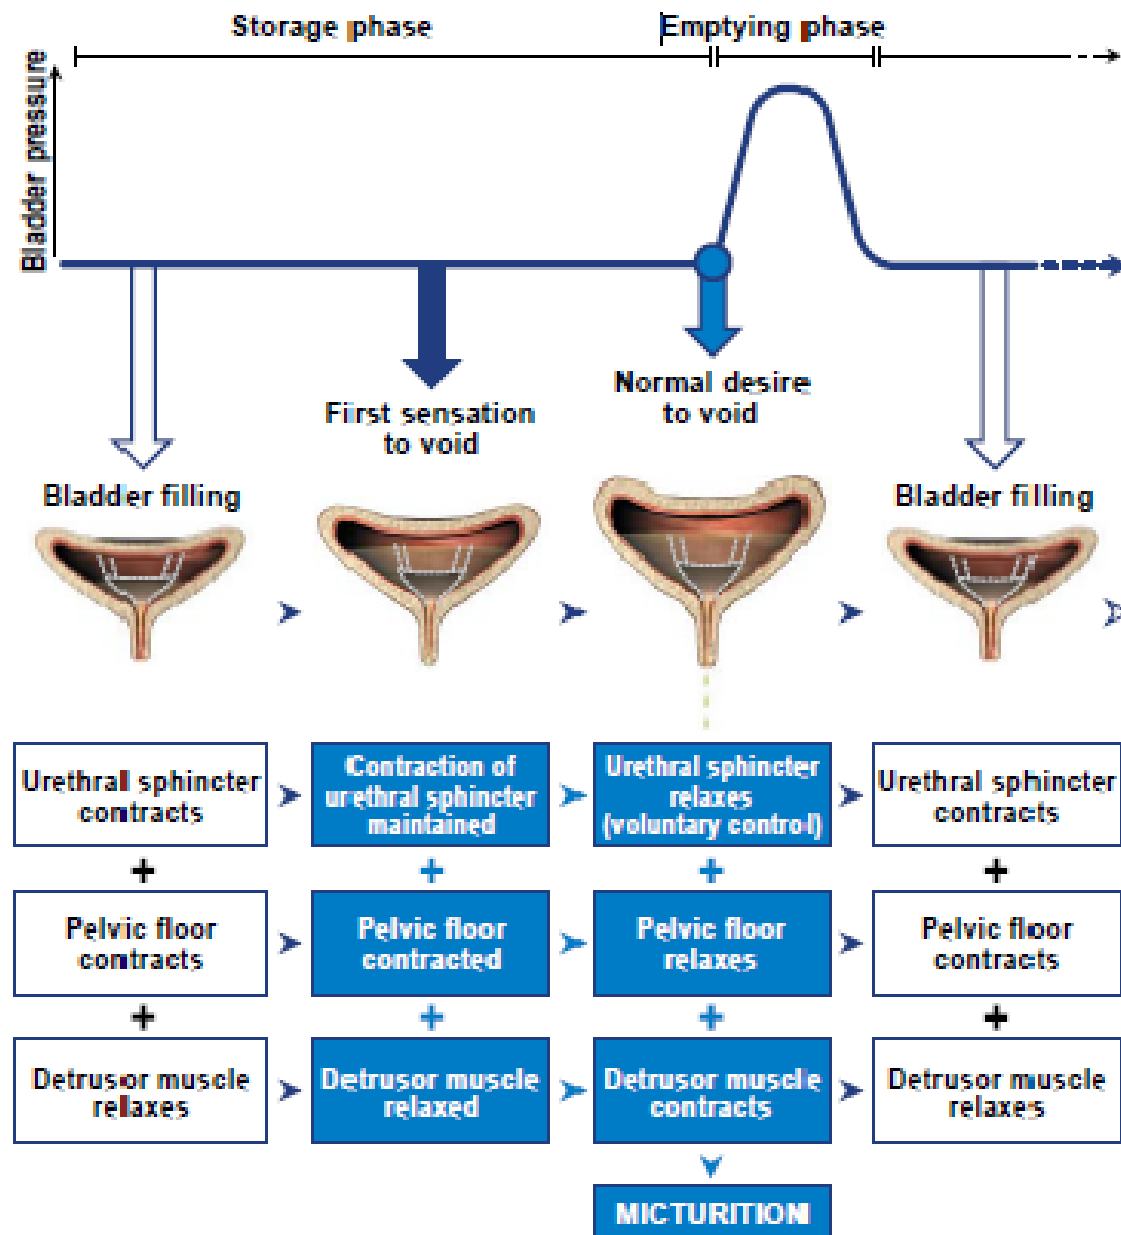 Storage phase
Emptying phase
Bladder pressure
First sensation
to void
Normal desire
to void
Bladder filling
Bladder filling
Urethral sphincter
contracts
Contraction of
urethral sphincter
maintained
Urethral sphincter
relaxes
(voluntary control)
Urethral sphincter
contracts
+
+
+
+
Pelvic floor
contracts
Pelvic floor
contracted
Pelvic floor
relaxes
Pelvic floor
contracts
+
+
+
+
Detrusor muscle
relaxes
Detrusor muscle
relaxed
Detrusor muscle
contracts
Detrusor muscle
relaxes
MICTURITION